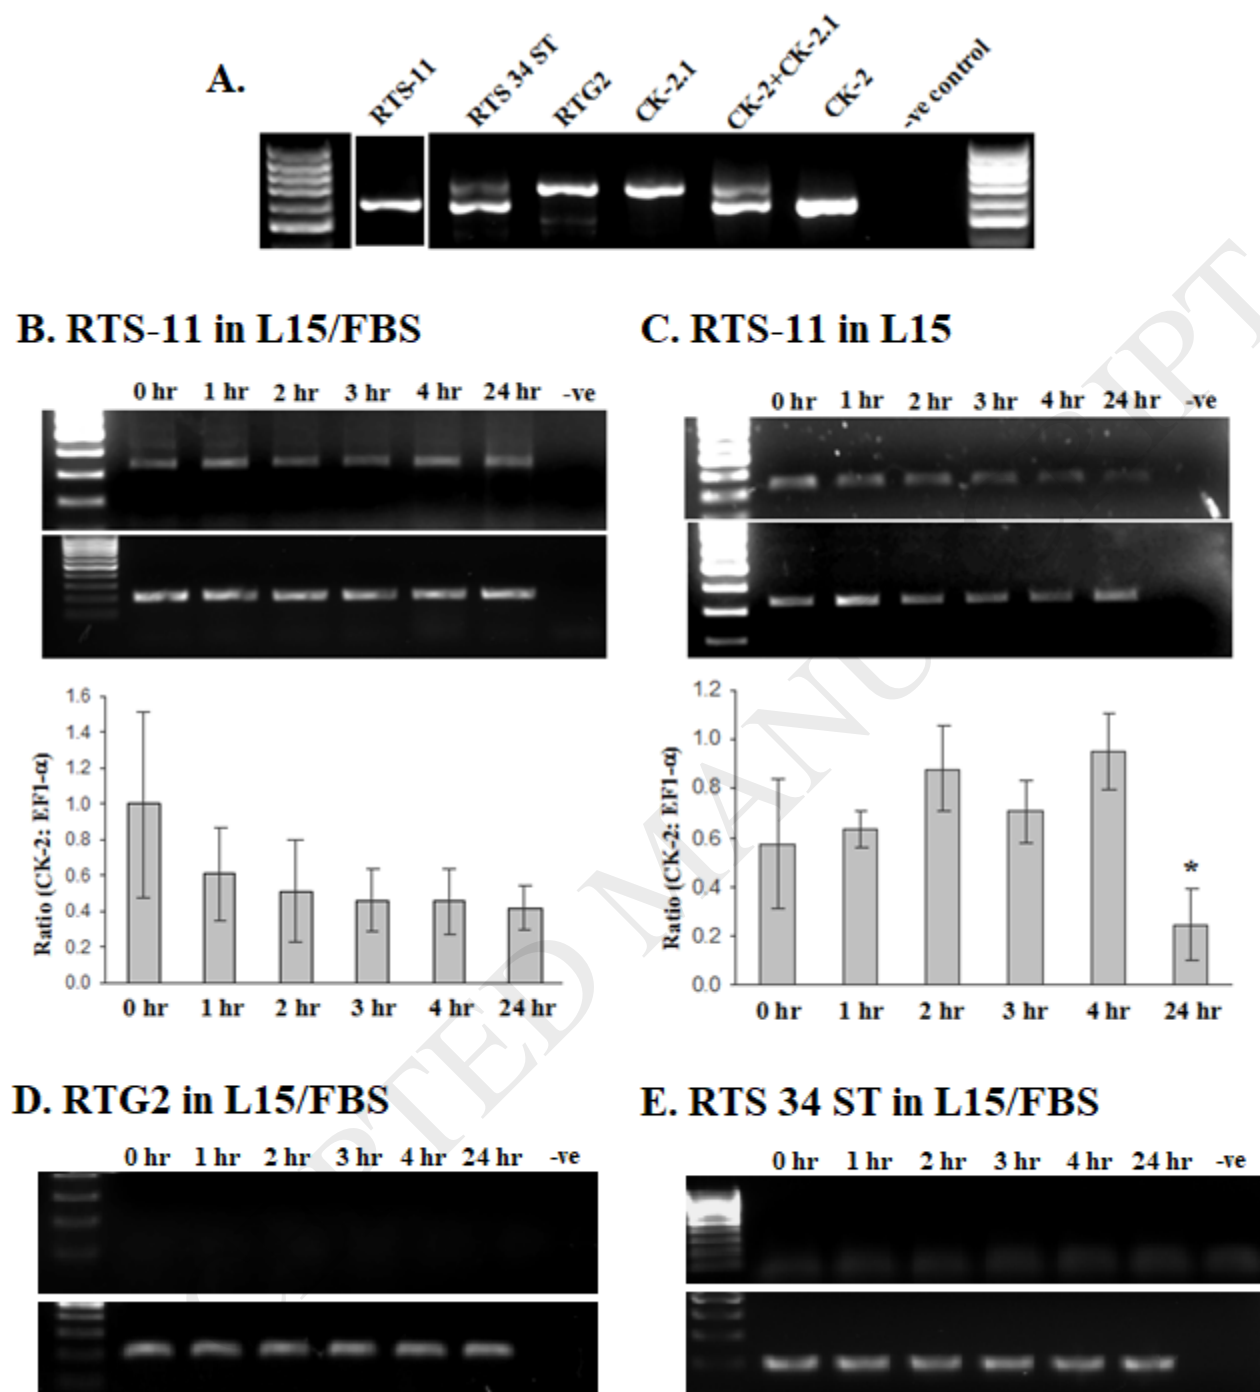 A.
RTS-11
RTS 34 ST
RTG2
CK-2.1
CK-2+CK-2.1
CK-2
-ve control
B. RTS-11 in L15/FBS
0 hr 1 hr 2 hr 3 hr 4 hr 24 hr -ve
Ratio (CK-2: EF1-α)
1.6
1.4
1.2
1.0
0.8
0.6
0.4
0.2
0.0
0 hr 1 hr 2 hr 3 hr 4 hr 24 hr
C. RTS-11 in L15
0 hr 1 hr 2 hr 3 hr 4 hr 24 hr -ve
Ratio (CK-2: EF1-α)
1.2
1.0
0.8
0.6
0.4
0.2
0.0
*
0 hr 1 hr 2 hr 3 hr 4 hr 24 hr
D. RTG2 in L15/FBS
0 hr 1 hr 2 hr 3 hr 4 hr 24 hr -ve
E. RTS 34 ST in L15/FBS
0 hr 1 hr 2 hr 3 hr 4 hr 24 hr -ve